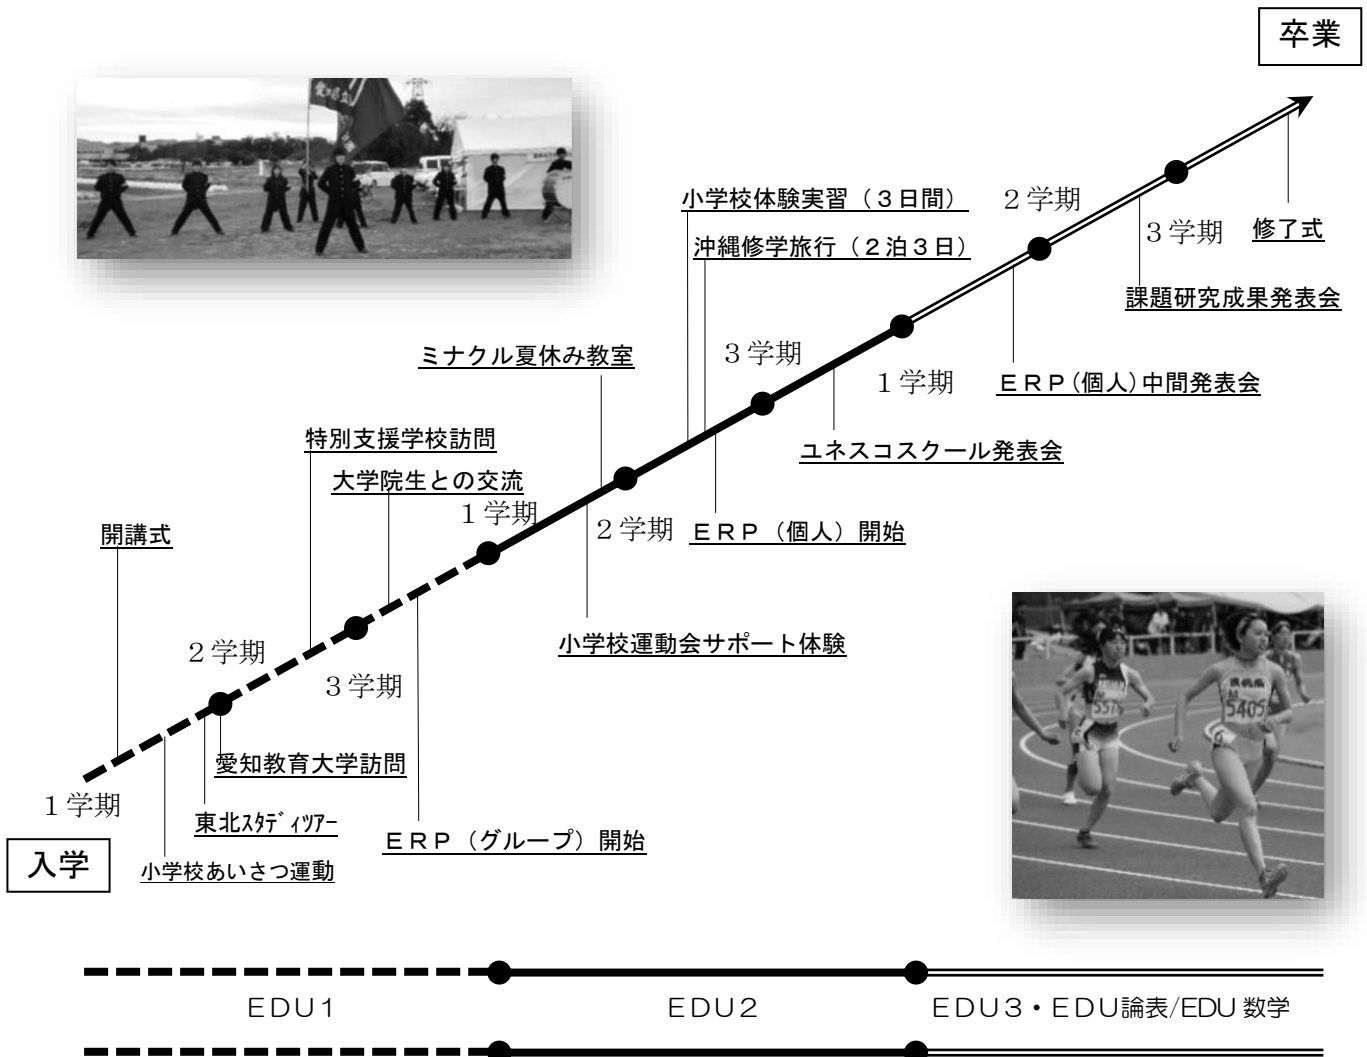 卒業
小学校体験実習（３日間）
２学期
沖縄修学旅行（２泊３日）
３学期
修了式
課題研究成果発表会
ミナクル夏休み教室
３学期
１学期
ＥＲＰ（個人）中間発表会
特別支援学校訪問
ユネスコスクール発表会
大学院生との交流
１学期
開講式
２学期
ＥＲＰ（個人）開始
小学校運動会サポート体験
２学期
３学期
愛知教育大学訪問
１学期
東北ｽﾀﾃﾞｨﾂｱｰ
ＥＲＰ（グループ）開始
入学
小学校あいさつ運動
5405
ＥＤＵ１
ＥＤＵ２
ＥＤＵ３・ＥＤＵ論表/EDU 数学